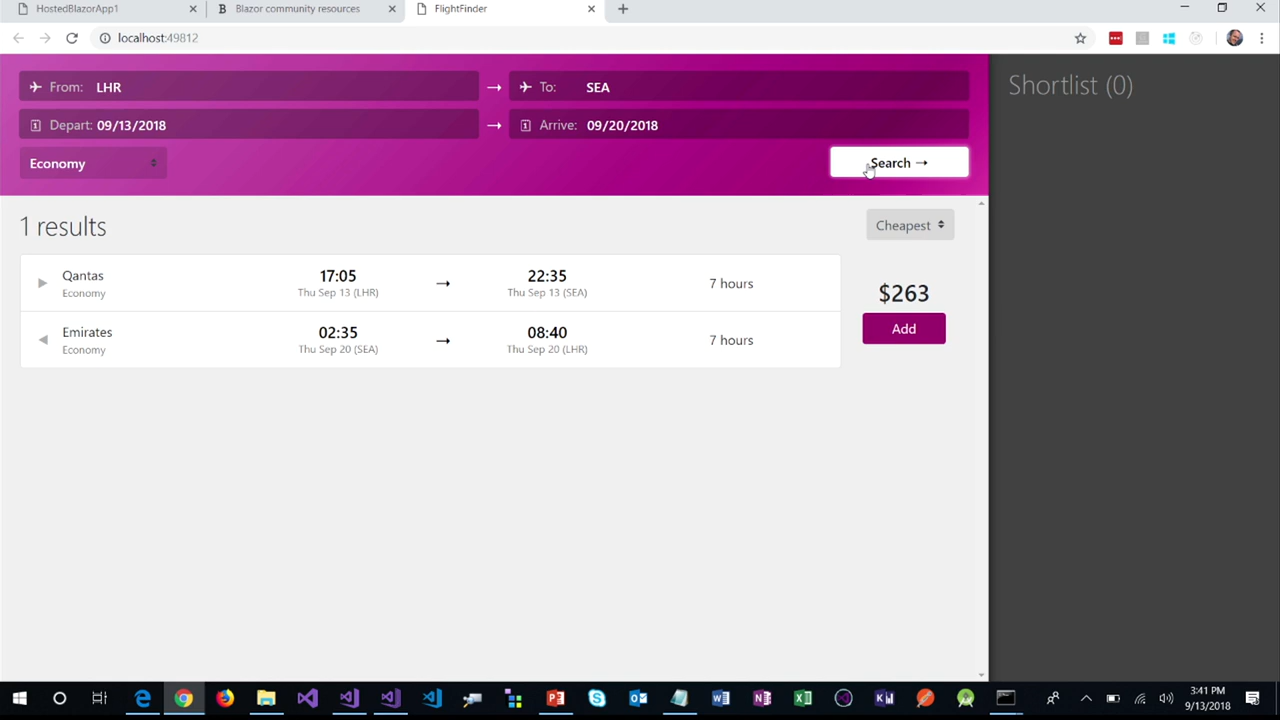 HostedBlazorApp1
B Blazor community resources
FlightFinder
localhost:49812
From: LHR
To: SEA
Shortlist (0)
Depart: 09/13/2018
Arrive: 09/20/2018
Economy
Search →
1 results
Cheapest
Qantas
Economy
17:05
Thu Sep 13 (LHR)
→
22:35
Thu Sep 13 (SEA)
7 hours
$263
Add
Emirates
Economy
02:35
Thu Sep 20 (SEA)
→
08:40
Thu Sep 20 (LHR)
7 hours
3:41 PM
9/13/2018